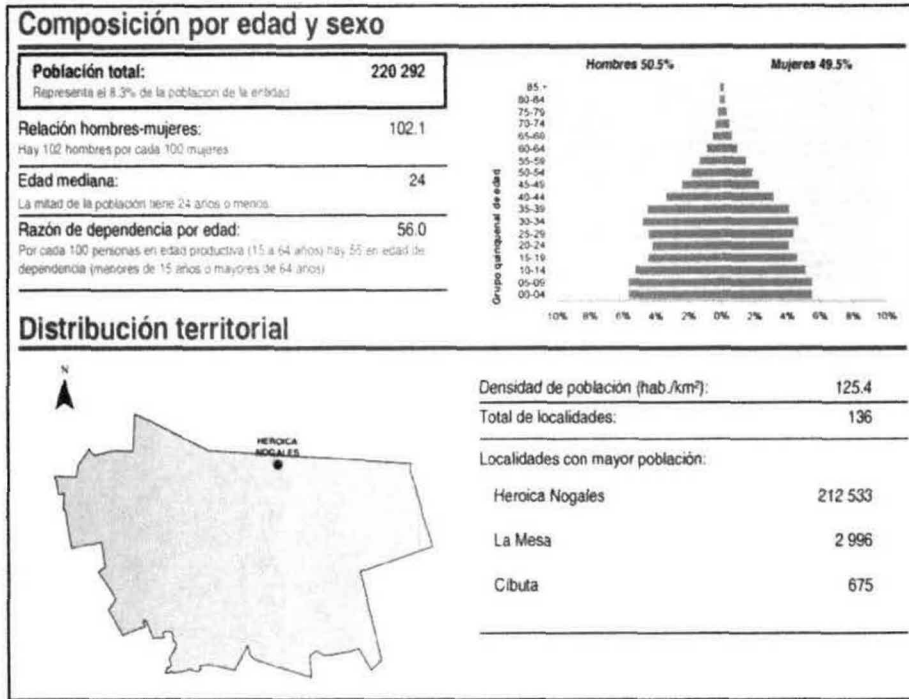 Composición por edad y sexo
Población total: 220 292
Representa el 8.3% de la población de la entidad
Relación hombres-mujeres: 102.1
Hay 102 hombres por cada 100 mujeres
Edad mediana: 24
La mitad de la población tiene 24 años o menos.
Razón de dependencia por edad: 56.0
Por cada 100 personas en edad productiva (15 a 64 años) hay 56 en edad de
dependencia (menores de 15 años o mayores de 64 años)
Hombres 50.5% Mujeres 49.5%
Grupo quinquenal de edad
85 +
80-84
75-79
70-74
65-69
60-64
55-59
50-54
45-49
40-44
35-39
30-34
25-29
20-24
15-19
10-14
05-09
00-04
10% 8% 6% 4% 2% 0% 2% 4% 6% 8% 10%
Distribución territorial
N
HEROICA
NOGALES
Densidad de población (hab./km²): 125.4
Total de localidades: 136
Localidades con mayor población:
Heroica Nogales 212 533
La Mesa 2 996
Cíbuta 675